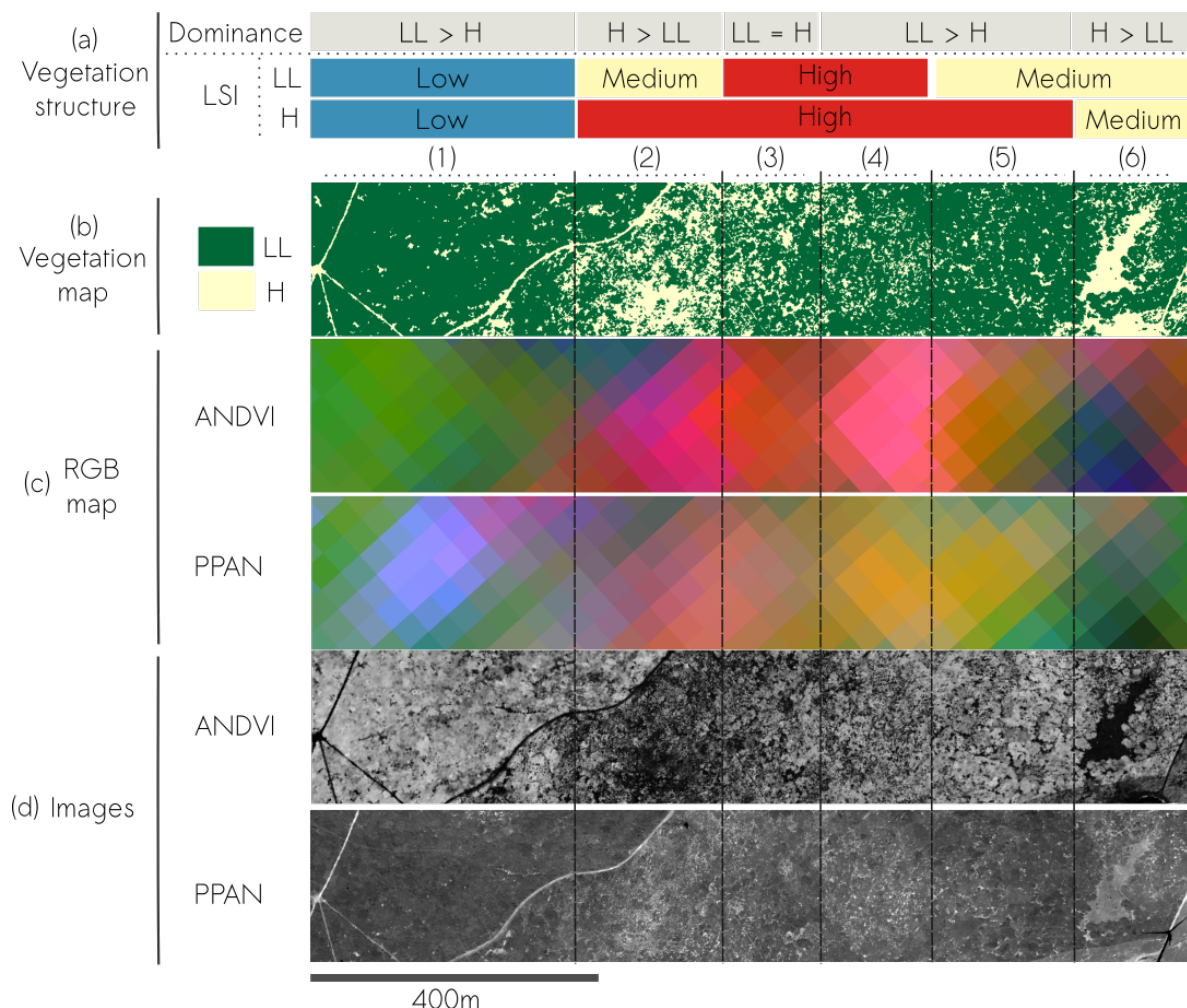 (a)
Vegetation
structure
Dominance
LL > H
H > LL
LL = H
LL > H
H > LL
LSI
LL
Low
Medium
High
Medium
H
Low
High
Medium
(1)
(2)
(3)
(4)
(5)
(6)
(b)
Vegetation
map
LL
H
(c) RGB
map
ANDVI
PPAN
(d) Images
ANDVI
PPAN
400m